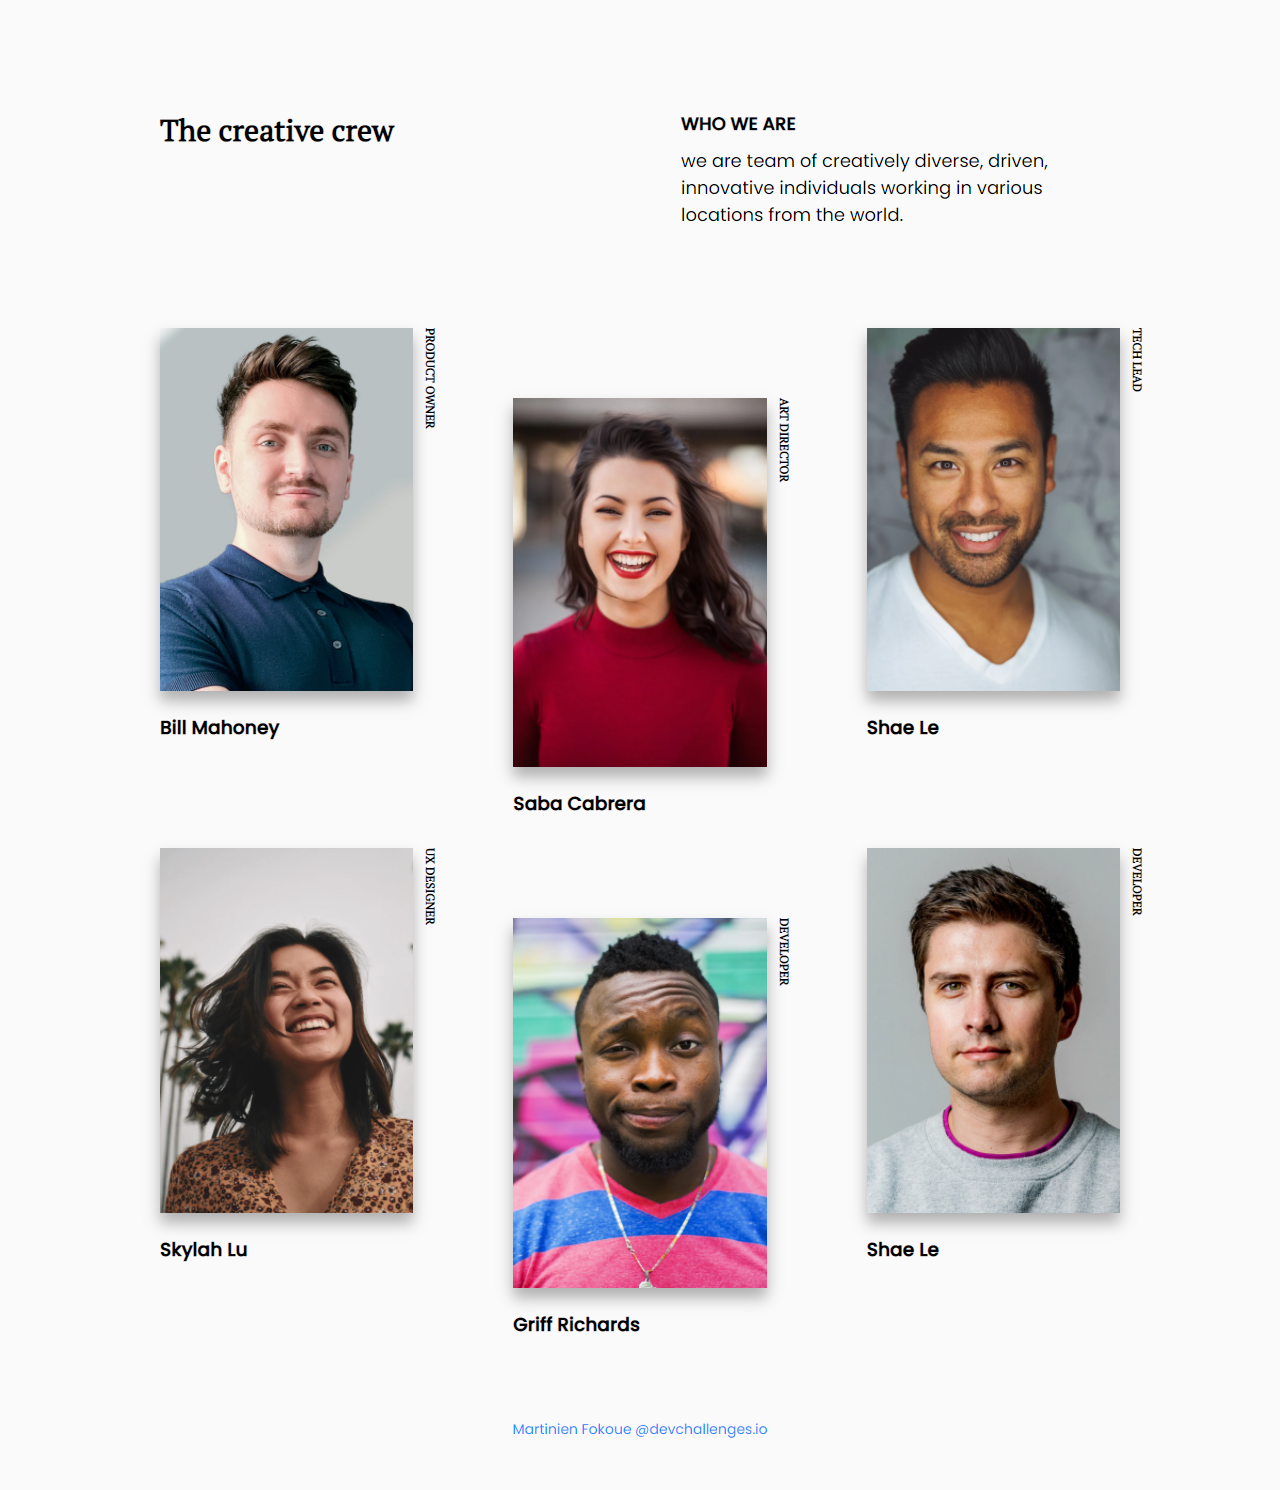 The creative crew
WHO WE ARE
we are team of creatively diverse, driven,
innovative individuals working in various
locations from the world.
PRODUCT OWNER
Bill Mahoney
ART DIRECTOR
Saba Cabrera
TECH LEAD
Shae Le
UX DESIGNER
Skylah Lu
DEVELOPER
Griff Richards
DEVELOPER
Shae Le
Martinien Fokoue @devchallenges.io